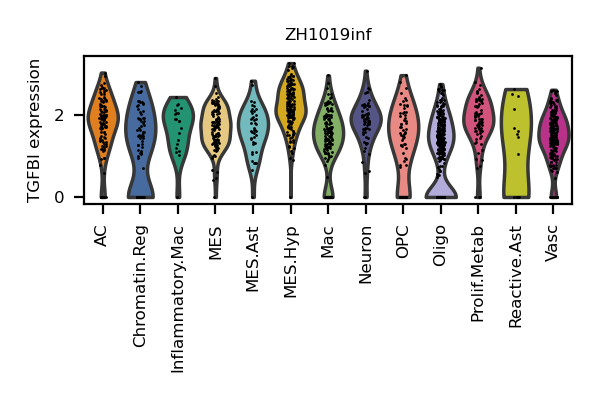 ZH1019inf
TGFBI expression
2
0
AC
Chromatin.Reg
Inflammatory.Mac
MES
MES.Ast
MES.Hyp
Mac
Neuron
OPC
Oligo
Prolif.Metab
Reactive.Ast
Vasc